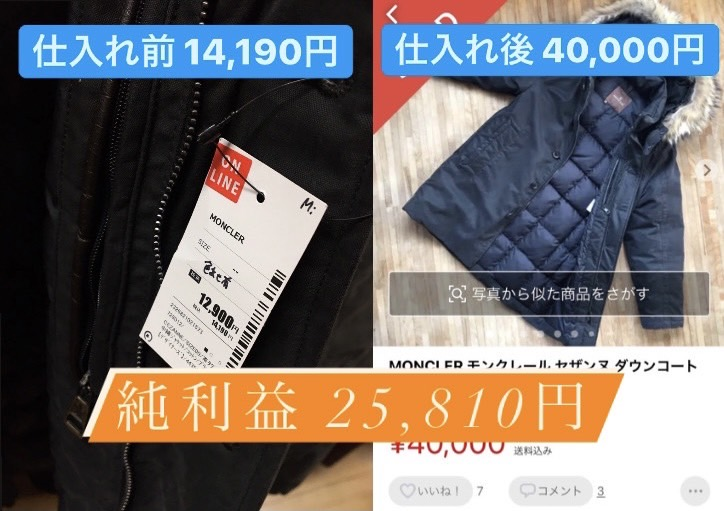 仕入れ前 14,190円
仕入れ後 40,000円
ON
LINE
M:
MONCLER
SIZE
12,900円
14,190円
写真から似た商品をさがす
MONCLER モンクレール セザンヌ ダウンコート
純利益 25,810円
¥40,000 送料込み
いいね! 7 コメント 3